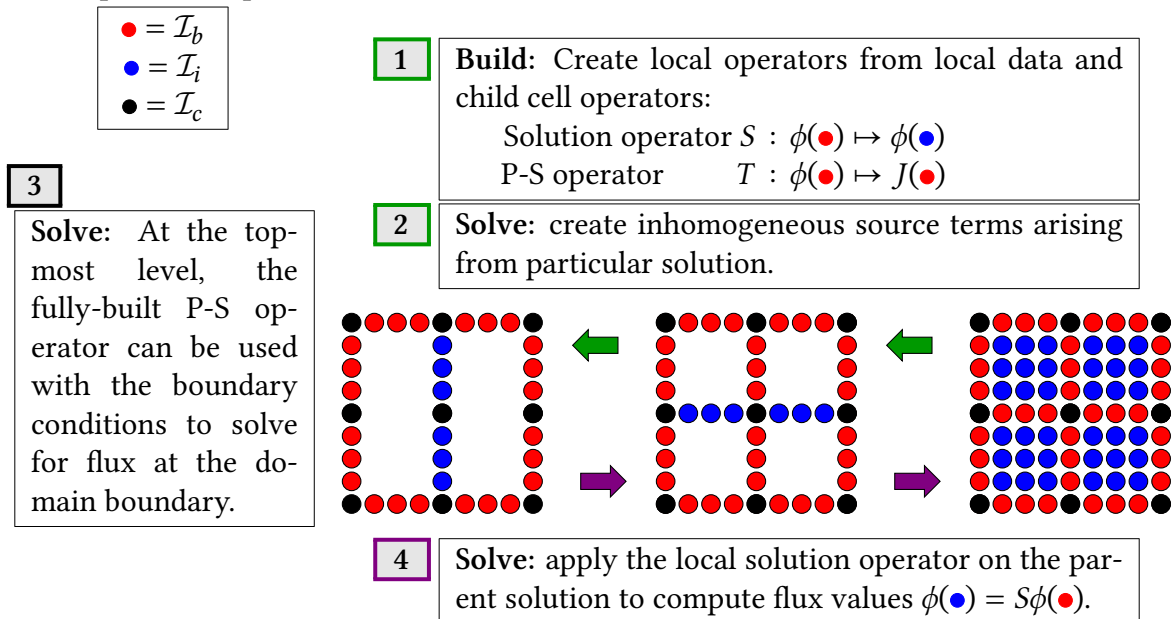 ● = ℐ_b
● = ℐ_i
● = ℐ_c
1
Build: Create local operators from local data and
child cell operators:
Solution operator S : ϕ(●) ↦ ϕ(●)
P-S operator T : ϕ(●) ↦ J(●)
2
Solve: create inhomogeneous source terms arising
from particular solution.
3
Solve: At the top-
most level, the
fully-built P-S op-
erator can be used
with the boundary
conditions to solve
for flux at the do-
main boundary.
4
Solve: apply the local solution operator on the par-
ent solution to compute flux values ϕ(●) = Sϕ(●).